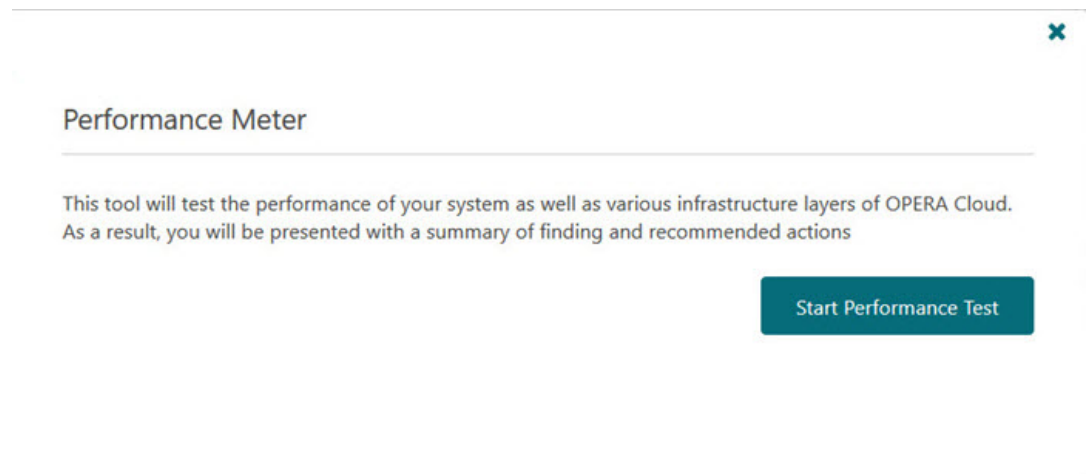 Performance Meter
This tool will test the performance of your system as well as various infrastructure layers of OPERA Cloud.
As a result, you will be presented with a summary of finding and recommended actions
Start Performance Test